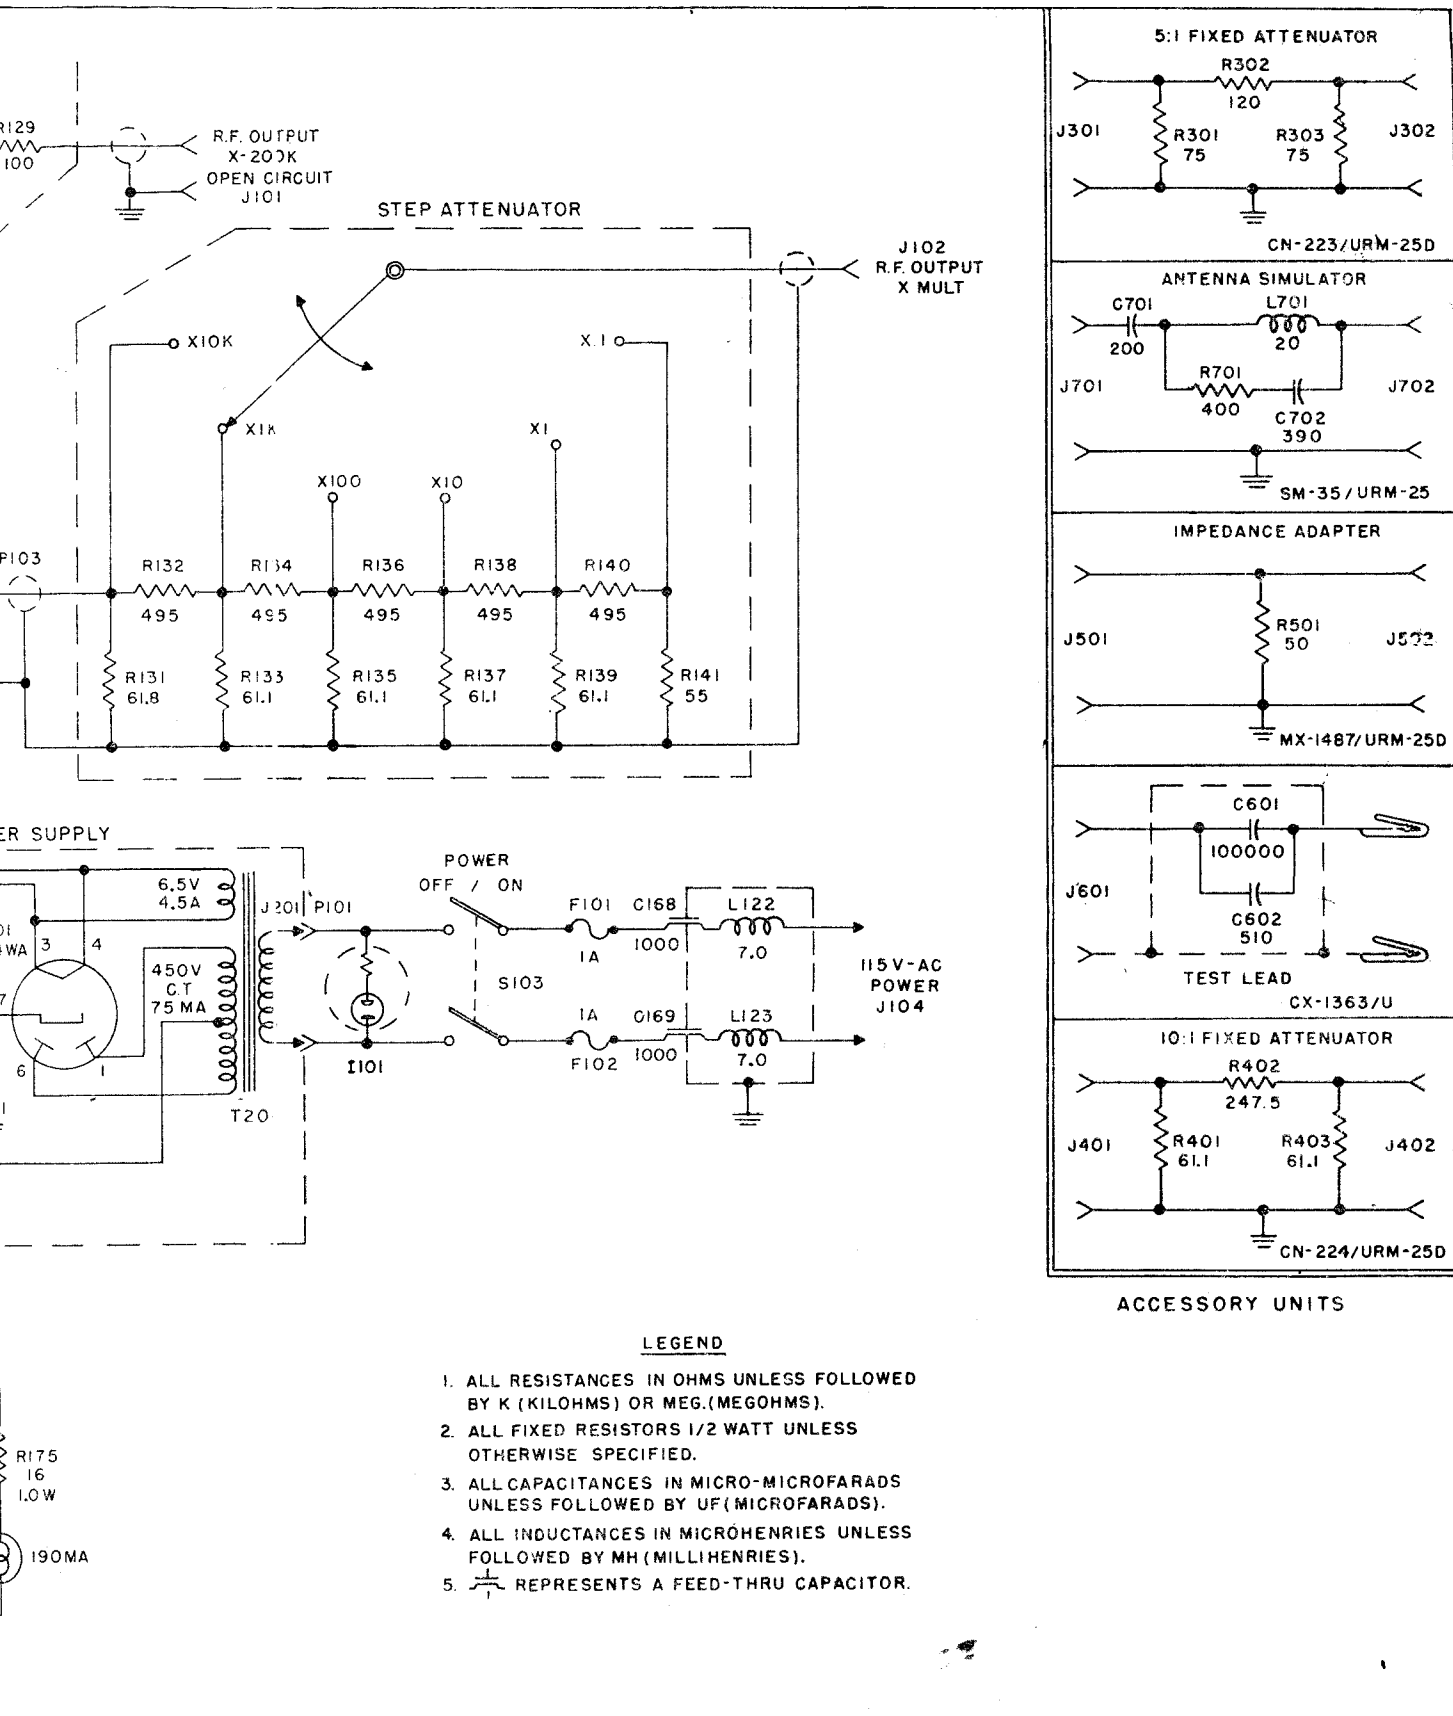 R129
100
R.F. OUTPUT
X-200K
OPEN CIRCUIT
J101
STEP ATTENUATOR
J102
R.F. OUTPUT
X MULT
X10K
X.1
X1K
X1
X100
X10
P103
R132
R134
R136
R138
R140
495
495
495
495
495
R131
61.8
R133
61.1
R135
61.1
R137
61.1
R139
61.1
R141
55
ER SUPPLY
6.5V
4.5A
3
4
WA
7
6
1
450V
C.T
75 MA
T20
J201
P101
I101
POWER
OFF / ON
S103
F101
1A
C168
1000
L122
7.0
1A
F102
C169
1000
L123
7.0
115V-AC
POWER
J104
5:1 FIXED ATTENUATOR
R302
120
J301
R301
75
R303
75
J302
CN-223/URM-25D
ANTENNA SIMULATOR
C701
200
L701
20
J701
R701
400
C702
390
J702
SM-35/URM-25
IMPEDANCE ADAPTER
J501
R501
50
J502
MX-1487/URM-25D
C601
100000
J601
C602
510
TEST LEAD
CX-1363/U
10:1 FIXED ATTENUATOR
R402
247.5
J401
R401
61.1
R403
61.1
J402
CN-224/URM-25D
ACCESSORY UNITS
LEGEND
1. ALL RESISTANCES IN OHMS UNLESS FOLLOWED
BY K (KILOHMS) OR MEG.(MEGOHMS).
2. ALL FIXED RESISTORS 1/2 WATT UNLESS
OTHERWISE SPECIFIED.
3. ALL CAPACITANCES IN MICRO-MICROFARADS
UNLESS FOLLOWED BY UF(MICROFARADS).
4. ALL INDUCTANCES IN MICROHENRIES UNLESS
FOLLOWED BY MH (MILLIHENRIES).
5. REPRESENTS A FEED-THRU CAPACITOR.
R175
16
1.0W
190MA